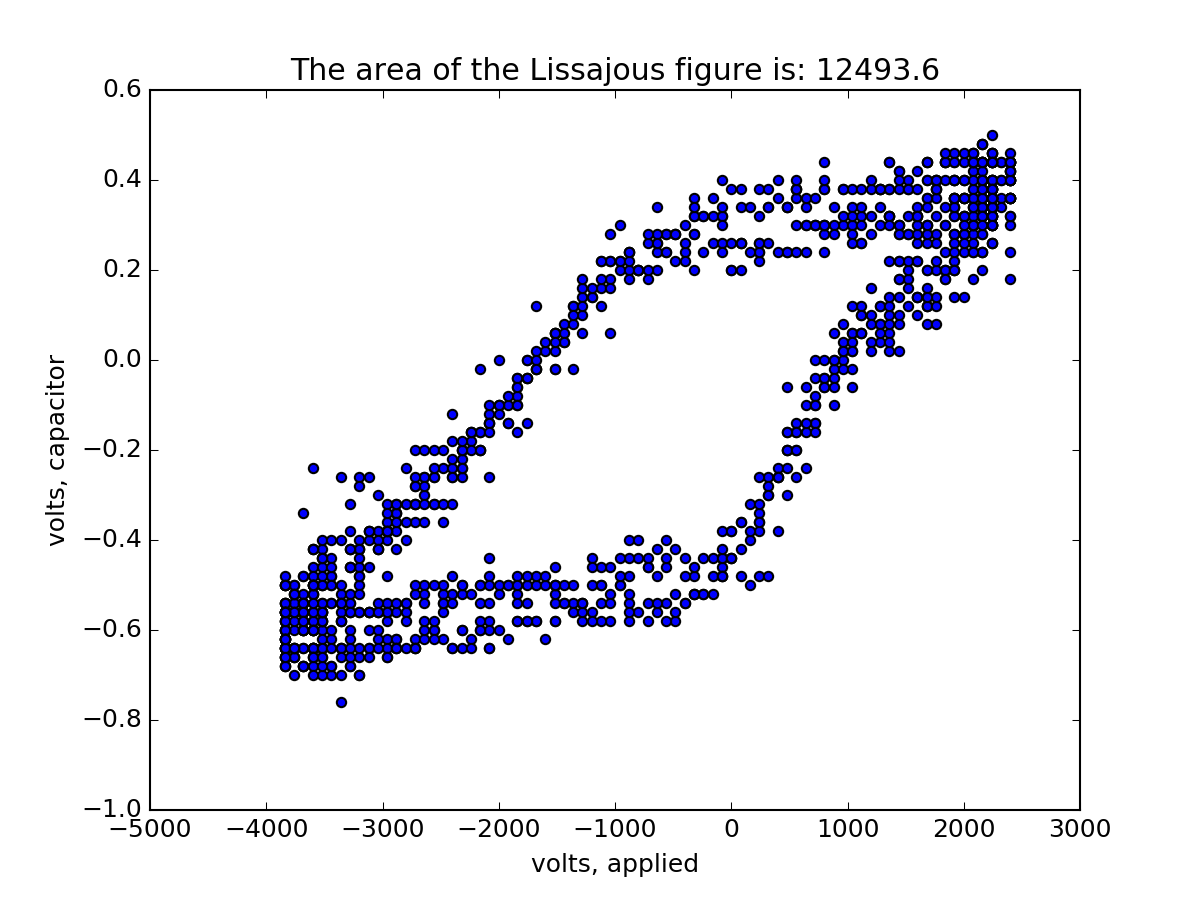 The area of the Lissajous figure is: 12493.6
0.6
0.4
0.2
0.0
−0.2
−0.4
−0.6
−0.8
−1.0
volts, capacitor
−5000 −4000 −3000 −2000 −1000 0 1000 2000 3000
volts, applied